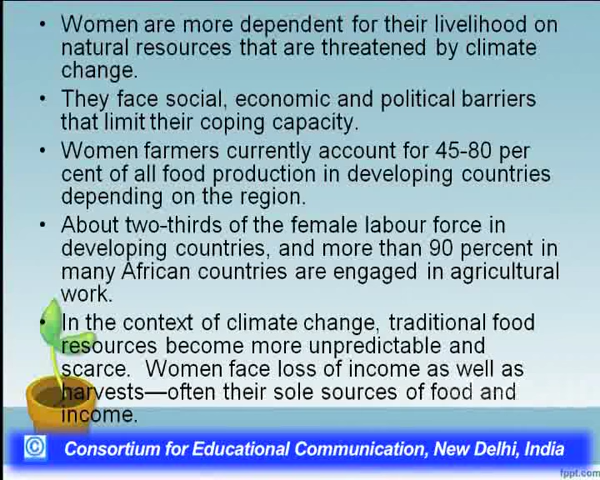 • Women are more dependent for their livelihood on
natural resources that are threatened by climate
change.
• They face social, economic and political barriers
that limit their coping capacity.
• Women farmers currently account for 45-80 per
cent of all food production in developing countries
depending on the region.
• About two-thirds of the female labour force in
developing countries, and more than 90 percent in
many African countries are engaged in agricultural
work.
• In the context of climate change, traditional food
resources become more unpredictable and
scarce. Women face loss of income as well as
harvests—often their sole sources of food and
income.
© Consortium for Educational Communication, New Delhi, India
fppt.com